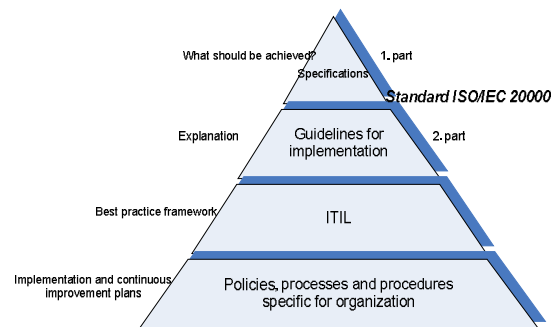 What should be achieved?
1. part
Specifications
Standard ISO/IEC 20000
Explanation
Guidelines for
implementation
2. part
Best practice framework
ITIL
Implementation and continuous
improvement plans
Policies, processes and procedures
specific for organization